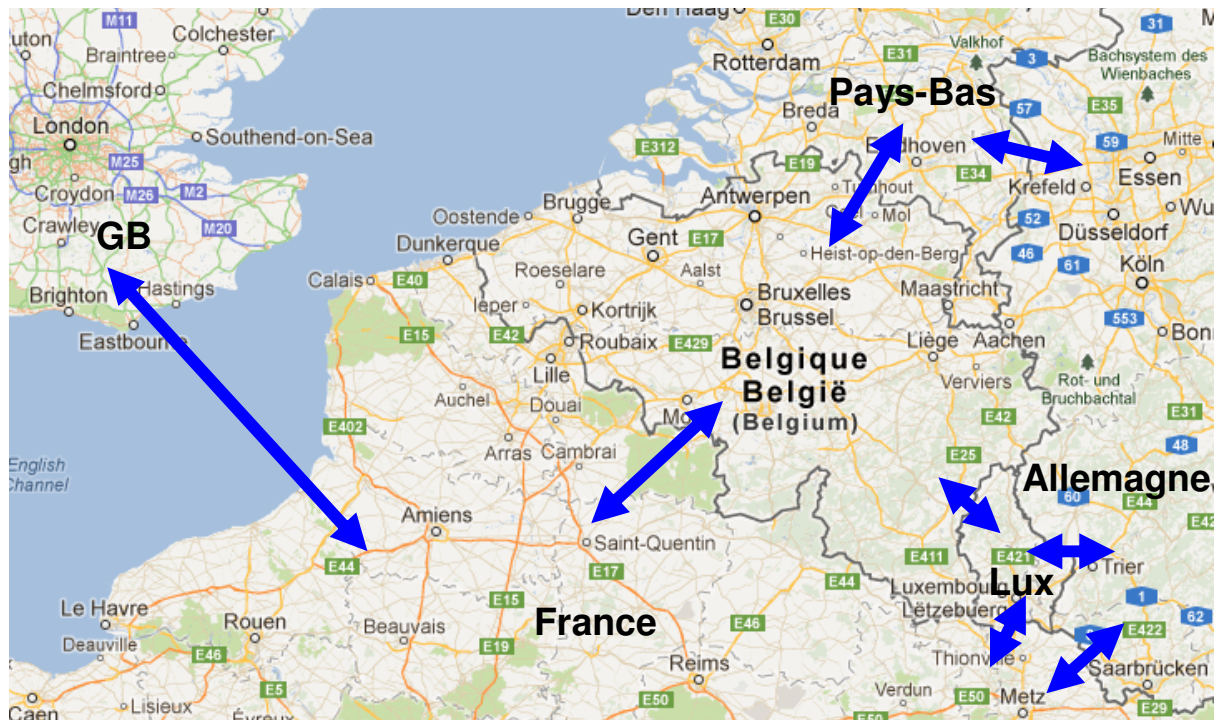 M11
Colchester
Den Haag
E30
31
Luton
Braintree
Rotterdam
E31
Valkhof
3
Bachsystem des
Wienbaches
Chelmsford
Pays-Bas
Breda
57
E35
London
Southend-on-Sea
E312
Eindhoven
59
Mitte
M25
E19
E34
Essen
Croydon
M26
M2
Antwerpen
Turnhout
Krefeld
Crawley
M20
GB
Oostende
Brugge
Geel
Mol
52
Düsseldorf
Dunkerque
Gent
E17
Heist-op-den-Berg
46
61
Köln
Calais
E40
Roeselare
Aalst
Maastricht
Brighton
Hastings
Ieper
Kortrijk
Bruxelles
Brussel
553
Eastbourne
E15
E42
Roubaix
E429
Liège
Aachen
Lille
Belgique
België
(Belgium)
Verviers
Rot- und
Bruchbachtal
Auchel
Douai
E42
E31
E402
Arras
Cambrai
E25
48
English
Channel
Allemagne
60
E44
Amiens
Saint-Quentin
E411
E421
E44
E17
E44
Trier
Luxembourg
Lëtzebuerg
Lux
1
Le Havre
E15
France
62
Rouen
Beauvais
E46
E422
Deauville
E46
E19
Thionville
Reims
Saarbrücken
E5
Verdun
E50
Metz
Caen
Lisieux
Évreux
E50
E50
E29